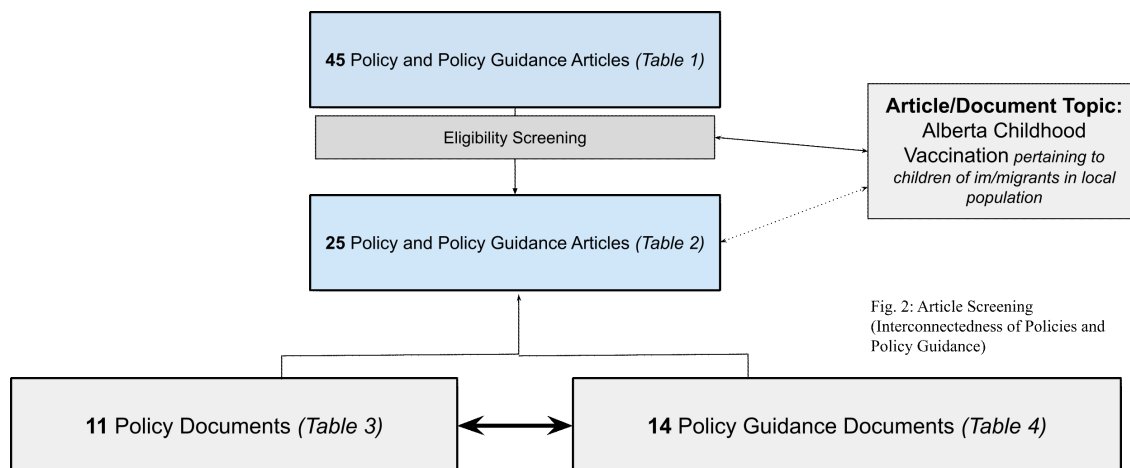 45 Policy and Policy Guidance Articles (Table 1)
Eligibility Screening
Article/Document Topic:
Alberta Childhood
Vaccination pertaining to
children of im/migrants in local
population
25 Policy and Policy Guidance Articles (Table 2)
Fig. 2: Article Screening
(Interconnectedness of Policies and
Policy Guidance)
11 Policy Documents (Table 3)
14 Policy Guidance Documents (Table 4)